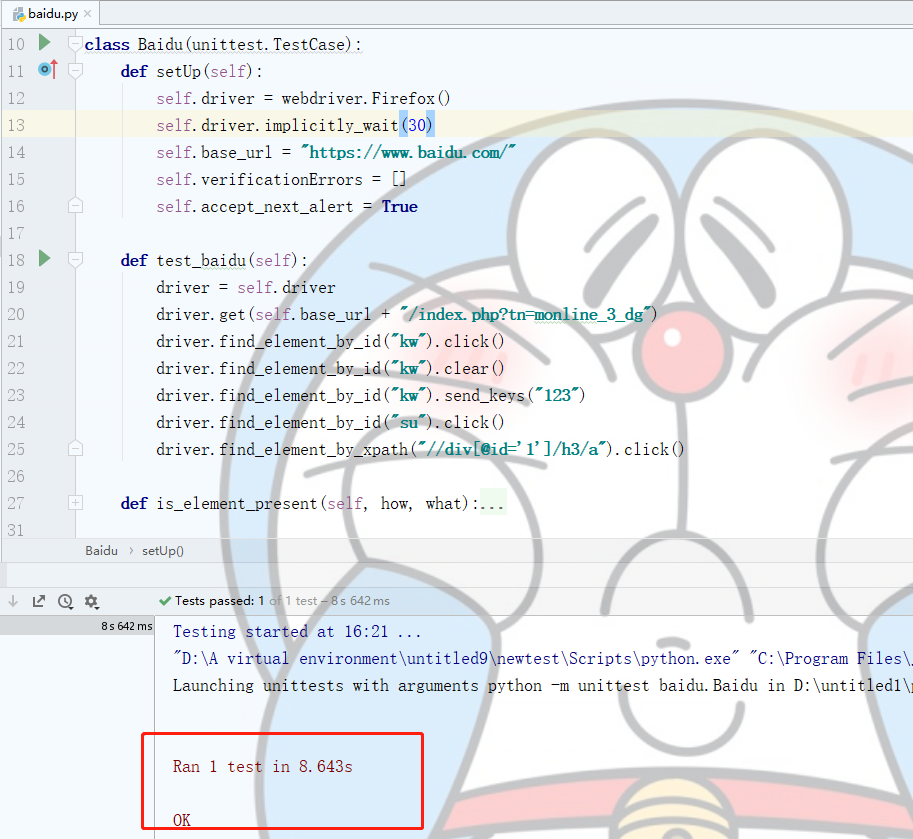 baidu.py
10 class Baidu(unittest.TestCase):
11 def setUp(self):
12 self.driver = webdriver.Firefox()
13 self.driver.implicitly_wait(30)
14 self.base_url = "https://www.baidu.com/"
15 self.verificationErrors = []
16 self.accept_next_alert = True
17
18 def test_baidu(self):
19 driver = self.driver
20 driver.get(self.base_url + "/index.php?tn=monline_3_dg")
21 driver.find_element_by_id("kw").click()
22 driver.find_element_by_id("kw").clear()
23 driver.find_element_by_id("kw").send_keys("123")
24 driver.find_element_by_id("su").click()
25 driver.find_element_by_xpath("//div[@id='1']/h3/a").click()
26
27 def is_element_present(self, how, what):...
31
Baidu › setUp()
Tests passed: 1 of 1 test – 8 s 642 ms
8 s 642 ms
Testing started at 16:21 ...
"D:\A virtual environment\untitled9\newtest\Scripts\python.exe" "C:\Program Files\
Launching unittests with arguments python -m unittest baidu.Baidu in D:\untitled1\
Ran 1 test in 8.643s
OK